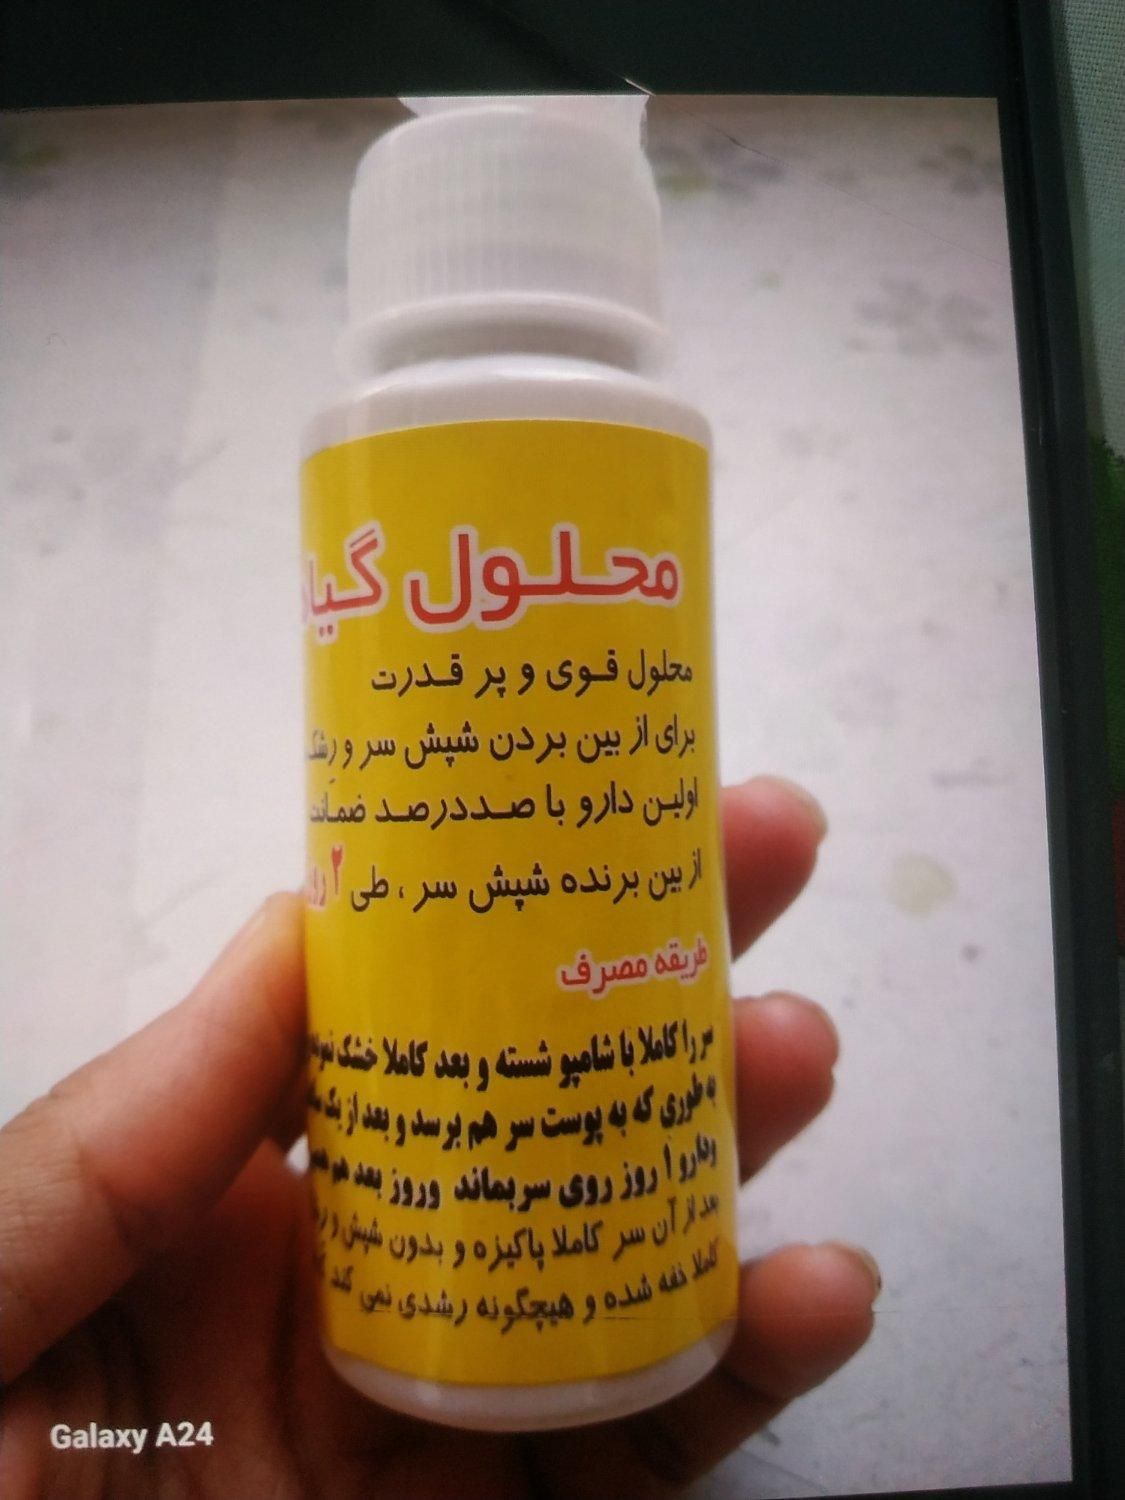 محلول
محلول قوی و پر قدرت
برای از بین بردن شپش سر و رِشک
اولین دارو با صددرصد ضمانت
از بین برنده شپش سر ، طی ۲
طریقه مصرف
سر را کاملا با شامپو شسته و بعد کاملا خشک
به طوری که به پوست سر هم برسد و بعد از یک
ودارو ۱ روز روی سربماند وروز بعد هم
بعد از آن سر کاملا پاکیزه و بدون شپش و
کاملا خفه شده و هیچگونه رشدی نمی کند
Galaxy A24